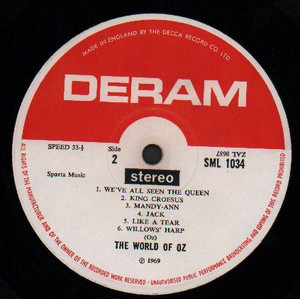 MADE IN ENGLAND BY THE DECCA RECORD CO. LTD
DERAM
SPEED 33⅓
Side
2
ZAL 8657
SML 1034
stereo
Sparta Music
1. WE'VE ALL SEEN THE QUEEN
2. KING CROESUS
3. MANDY-ANN
4. JACK
5. LIKE A TEAR
6. WILLOWS' HARP
(Oz)
THE WORLD OF OZ
℗ 1969
ALL RIGHTS OF THE MANUFACTURER AND OF THE OWNER OF THE RECORDED WORK RESERVED · UNAUTHORISED PUBLIC PERFORMANCE, BROADCASTING AND COPYING OF THIS RECORD PROHIBITED